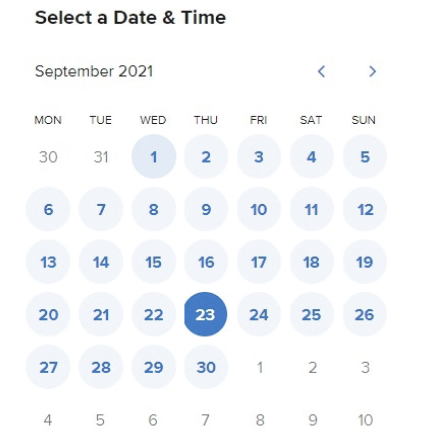 Select a Date & Time
September 2021
MON TUE WED THU FRI SAT SUN
30 31 1 2 3 4 5
6 7 8 9 10 11 12
13 14 15 16 17 18 19
20 21 22 23 24 25 26
27 28 29 30 1 2 3
4 5 6 7 8 9 10